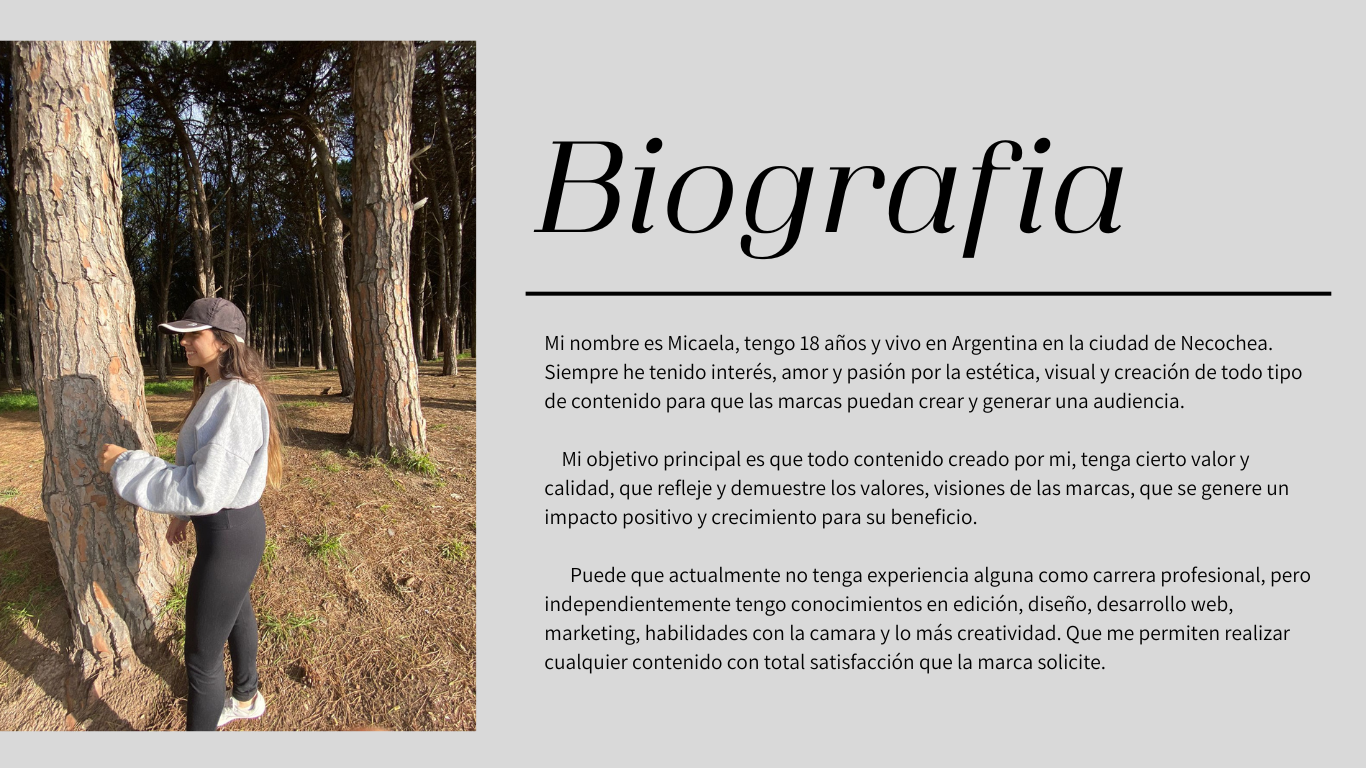 Biografia
Mi nombre es Micaela, tengo 18 años y vivo en Argentina en la ciudad de Necochea.
Siempre he tenido interés, amor y pasión por la estética, visual y creación de todo tipo
de contenido para que las marcas puedan crear y generar una audiencia.
Mi objetivo principal es que todo contenido creado por mi, tenga cierto valor y
calidad, que refleje y demuestre los valores, visiones de las marcas, que se genere un
impacto positivo y crecimiento para su beneficio.
Puede que actualmente no tenga experiencia alguna como carrera profesional, pero
independientemente tengo conocimientos en edición, diseño, desarrollo web,
marketing, habilidades con la camara y lo más creatividad. Que me permiten realizar
cualquier contenido con total satisfacción que la marca solicite.